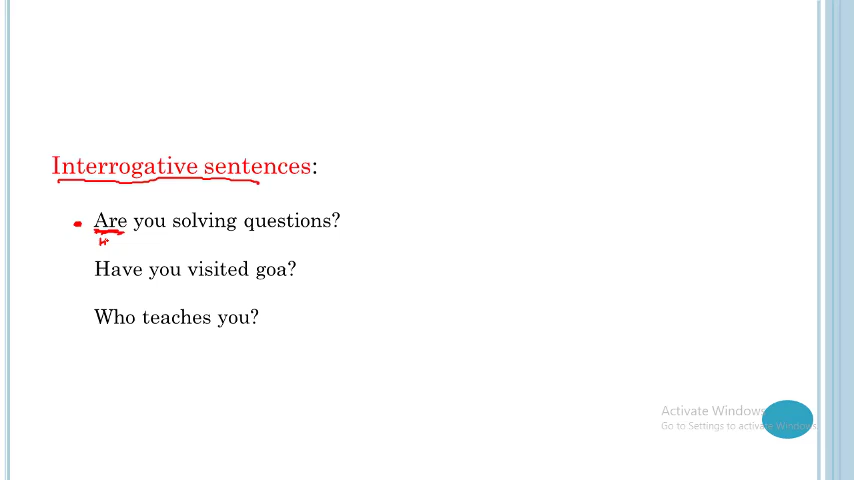 Interrogative sentences:
Are you solving questions?
Have you visited goa?
Who teaches you?
Activate Windows
Go to Settings to activate Windows